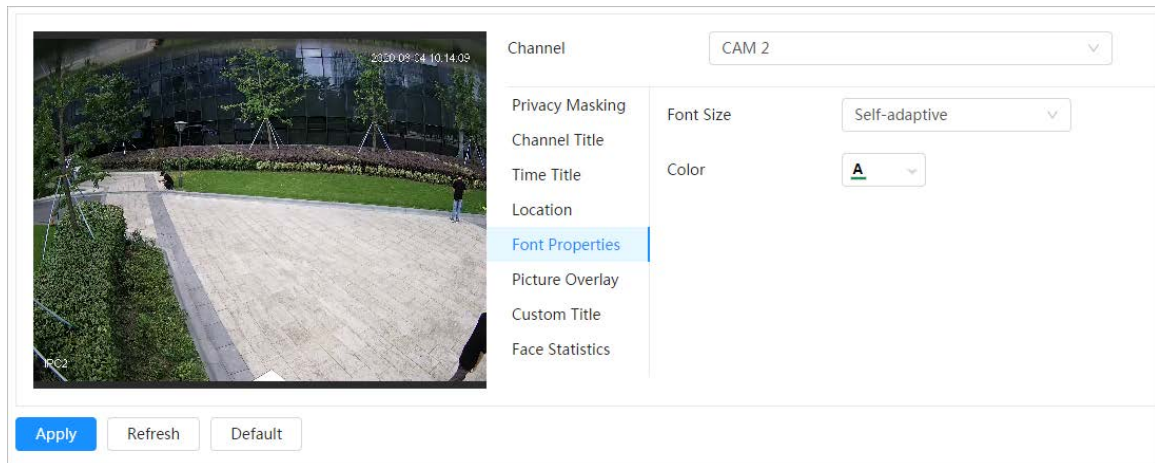 2020-09-04 10:14:09
IPC2
Channel
CAM 2
Privacy Masking
Channel Title
Time Title
Location
Font Properties
Picture Overlay
Custom Title
Face Statistics
Font Size
Self-adaptive
Color
A
Apply
Refresh
Default